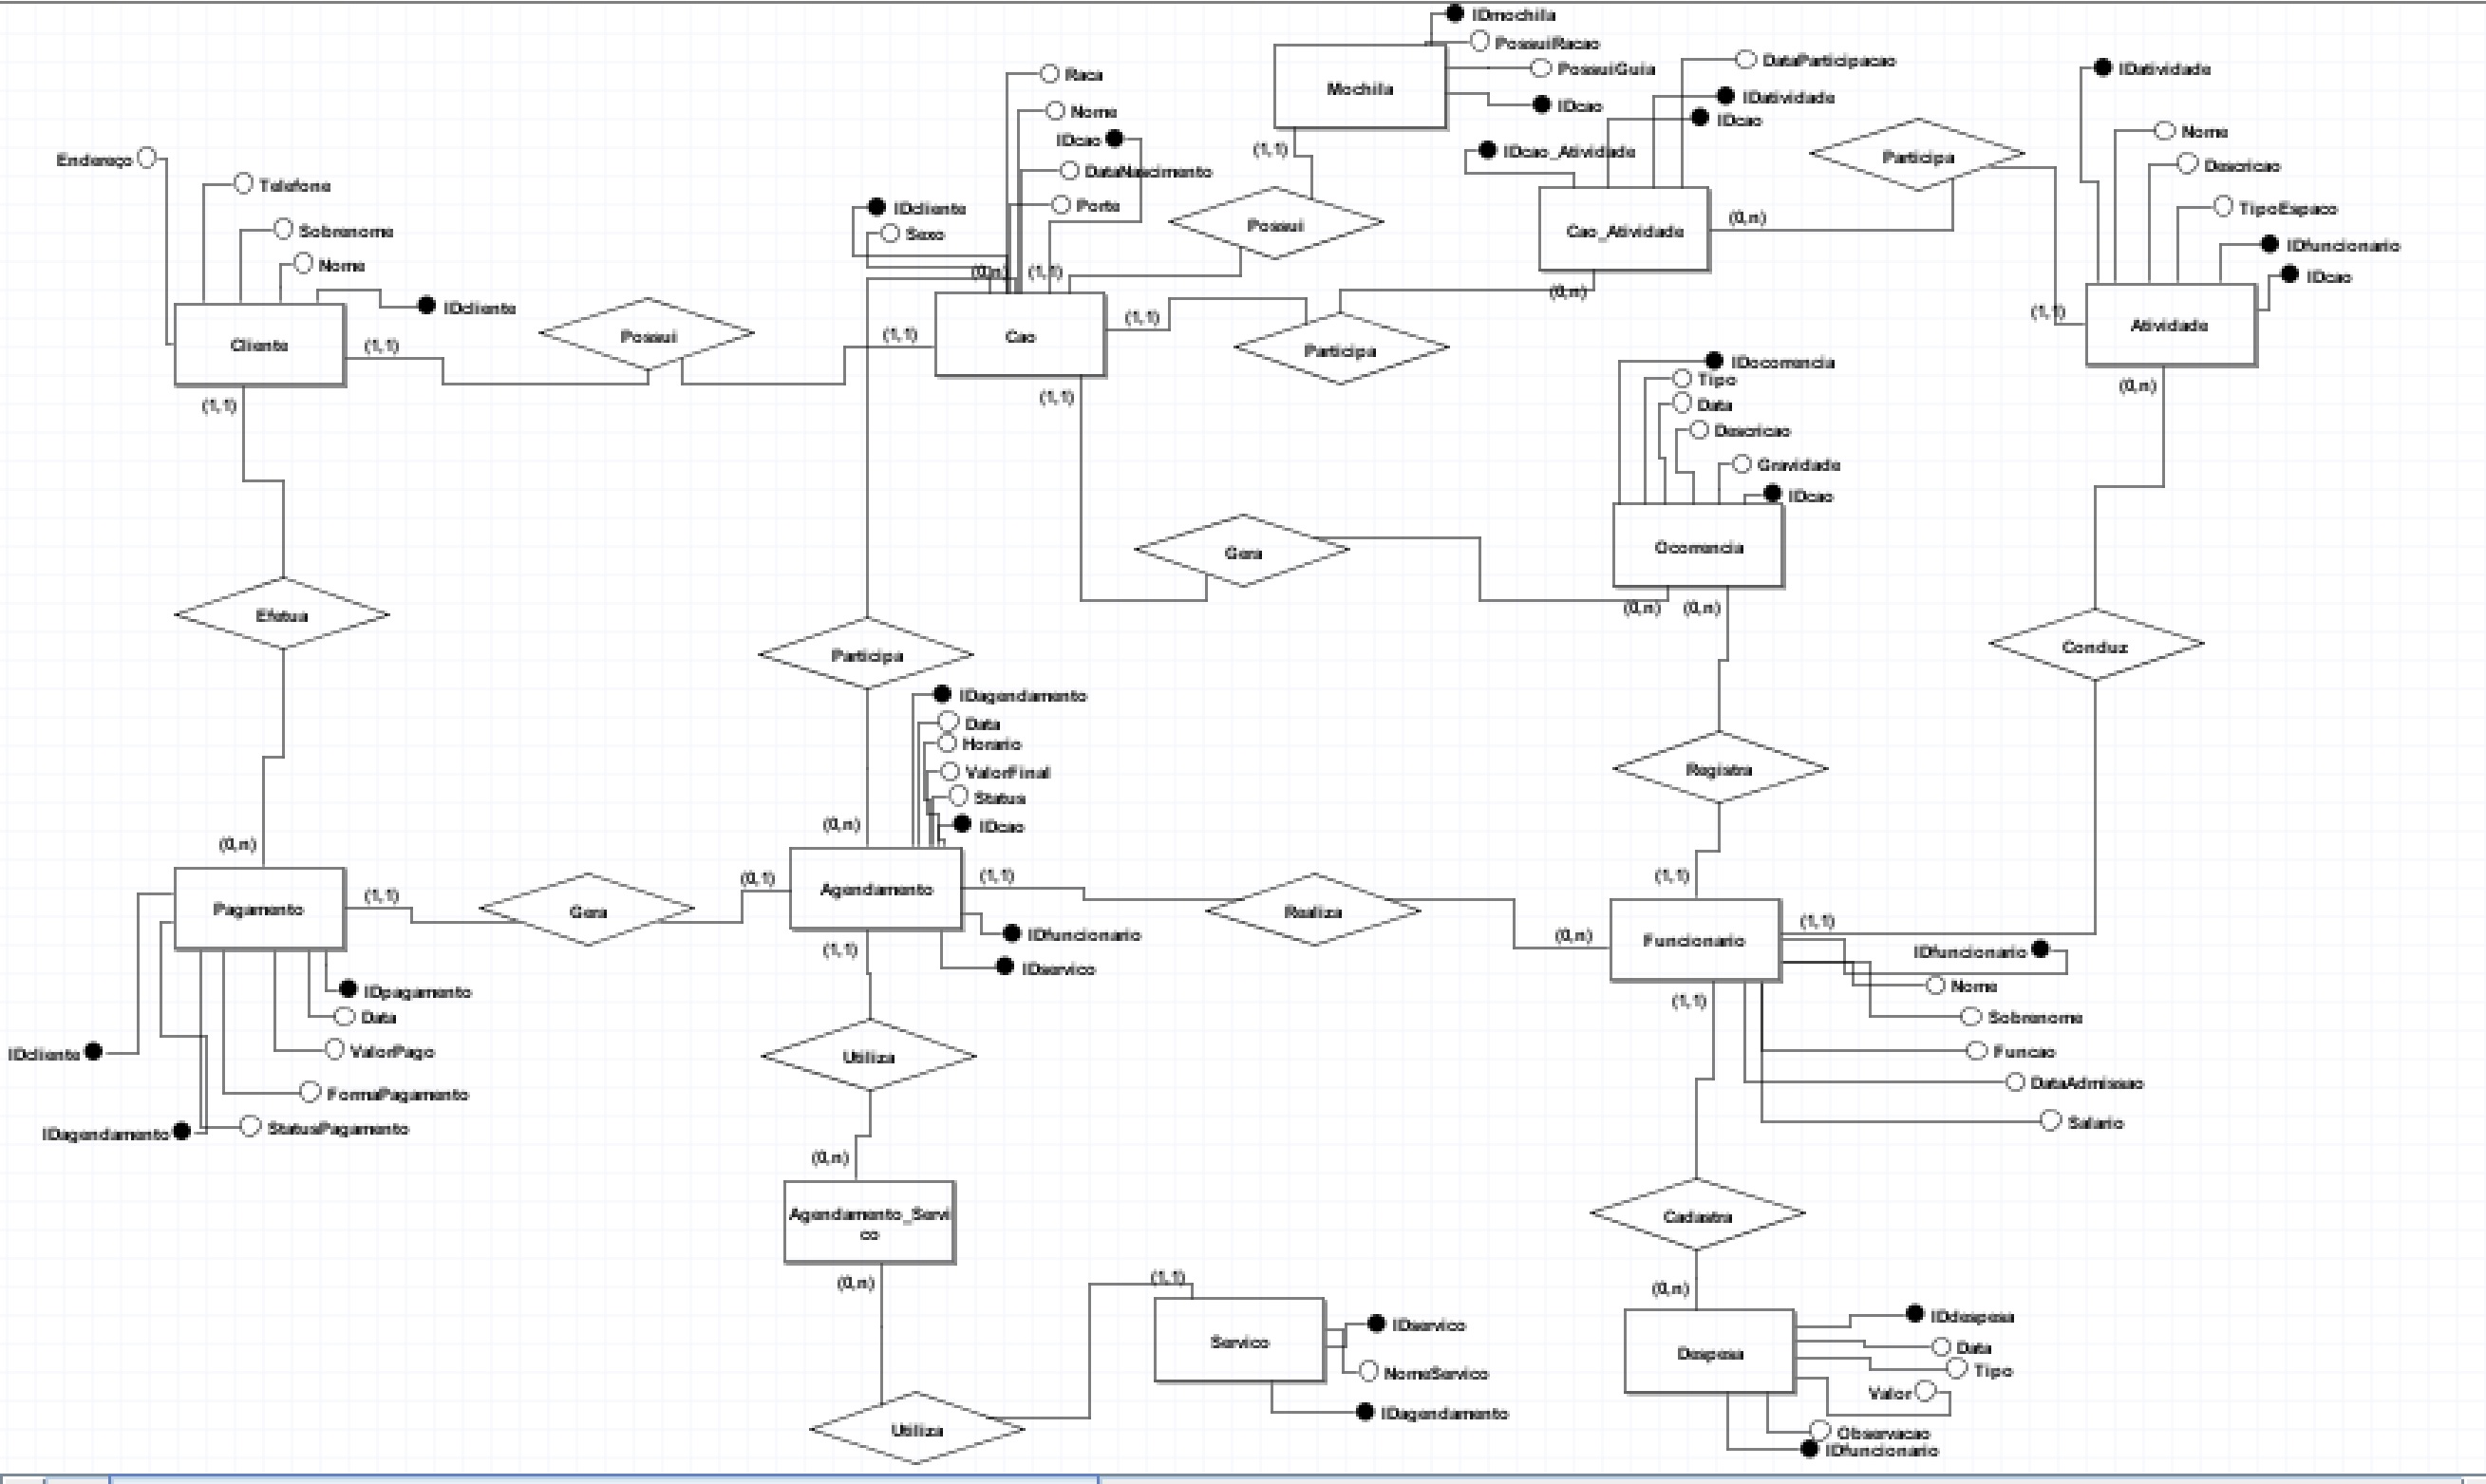 IDmochila
PossuiRacao
PossuiGuia
IDcao
Mochila
(1,1)
Raca
Nome
IDcao
DataNascimento
Porte
IDcliente
Sexo
(0,n)
(1,1)
Possui
DataParticipacao
IDatividade
IDcao
IDcao_Atividade
Cao_Atividade
(0,n)
(0,n)
Participa
IDatividade
Nome
Descricao
TipoEspaco
IDfuncionario
IDcao
(1,1)
Atividade
(0,n)
Endereço
Telefone
Sobrenome
Nome
IDcliente
Cliente
(1,1)
(1,1)
Possui
(1,1)
Cao
(1,1)
(1,1)
Participa
IDocorrencia
Tipo
Data
Descricao
Gravidade
IDcao
Ocorrencia
(0,n)
(0,n)
Gera
Efetua
Participa
Conduz
Registra
IDagendamento
Data
Horario
ValorFinal
Status
IDcao
(0,n)
(0,n)
Pagamento
(1,1)
Gera
(0,1)
Agendamento
(1,1)
IDfuncionario
IDservico
(1,1)
Realiza
(0,n)
(1,1)
Funcionario
(1,1)
IDfuncionario
Nome
Sobrenome
Funcao
DataAdmissao
Salario
(1,1)
IDpagamento
Data
ValorPago
FormaPagamento
StatusPagamento
IDcliente
IDagendamento
Utiliza
(0,n)
Agendamento_Servi
co
(0,n)
Utiliza
(1,1)
Servico
IDservico
NomeServico
IDagendamento
Cadastra
(0,n)
Despesa
IDdespesa
Data
Tipo
Valor
Observacao
IDfuncionario